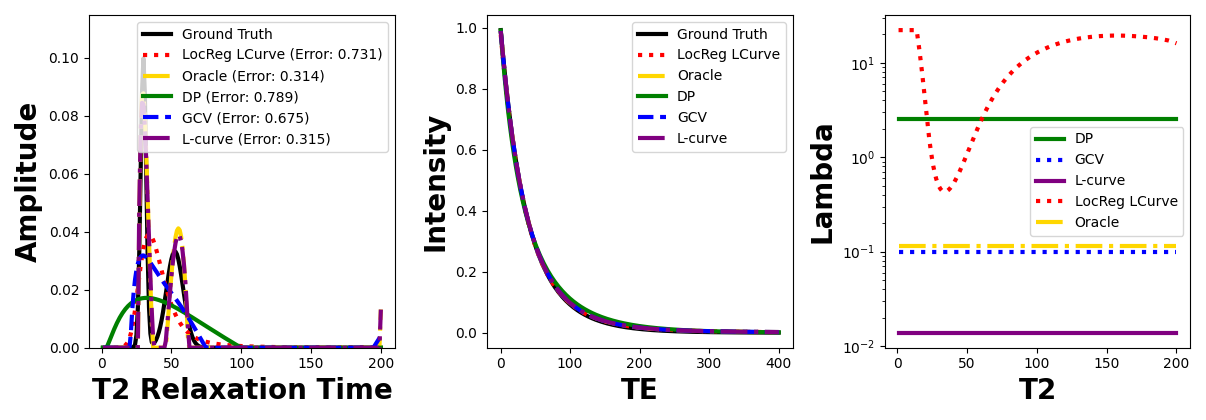 Amplitude
0.10
0.08
0.06
0.04
0.02
0.00
0
50
100
150
200
T2 Relaxation Time
Ground Truth
LocReg LCurve (Error: 0.731)
Oracle (Error: 0.314)
DP (Error: 0.789)
GCV (Error: 0.675)
L-curve (Error: 0.315)
Intensity
1.0
0.8
0.6
0.4
0.2
0.0
0
100
200
300
400
TE
Ground Truth
LocReg LCurve
Oracle
DP
GCV
L-curve
Lambda
10¹
10⁰
10⁻¹
10⁻²
0
50
100
150
200
T2
DP
GCV
L-curve
LocReg LCurve
Oracle